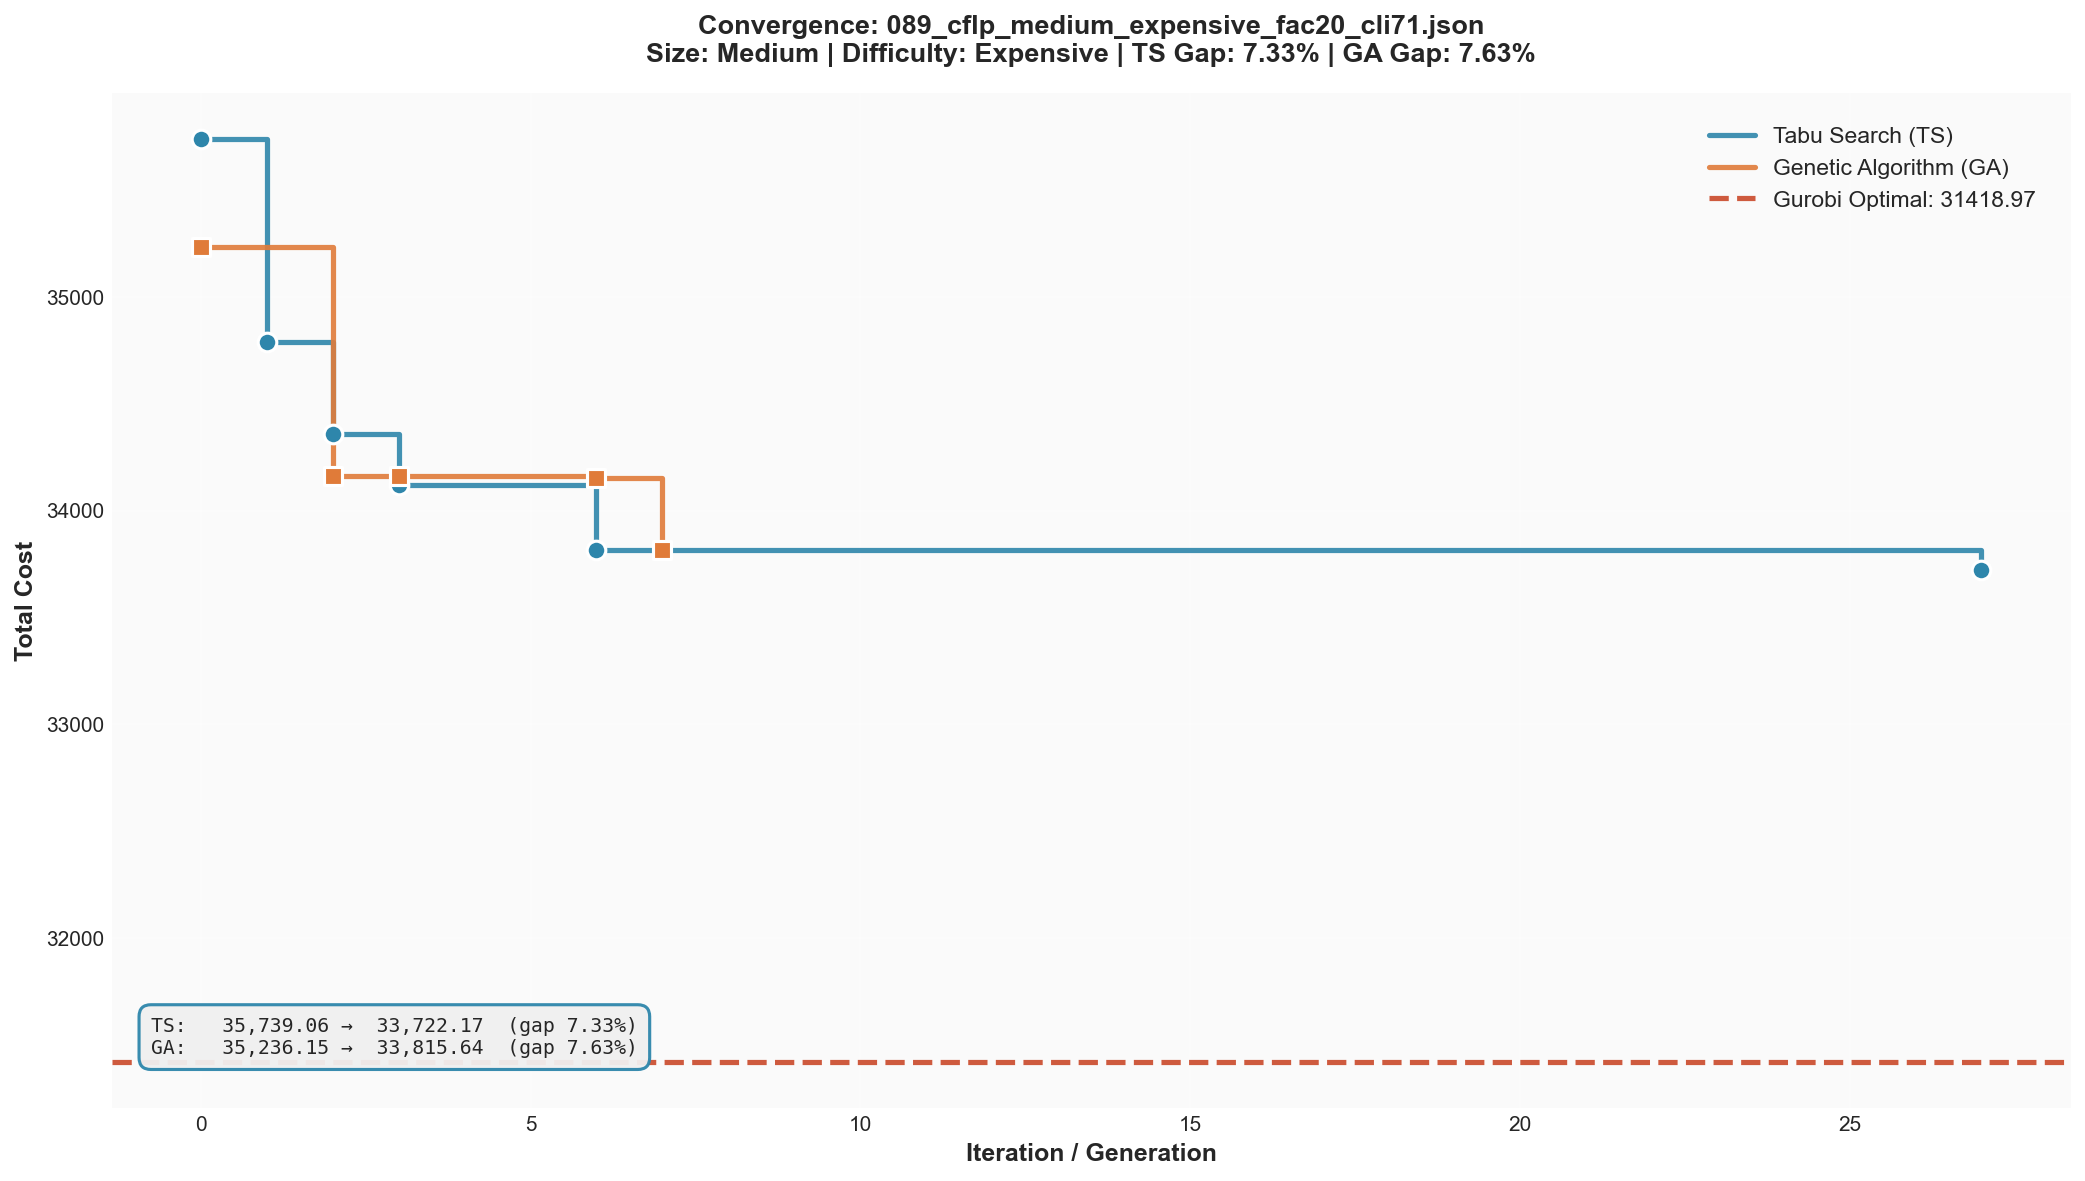 Convergence: 089_cflp_medium_expensive_fac20_cli71.json
Size: Medium | Difficulty: Expensive | TS Gap: 7.33% | GA Gap: 7.63%
Tabu Search (TS)
Genetic Algorithm (GA)
Gurobi Optimal: 31418.97
35000
34000
33000
32000
Total Cost
TS:   35,739.06 →  33,722.17  (gap 7.33%)
GA:   35,236.15 →  33,815.64  (gap 7.63%)
0
5
10
15
20
25
Iteration / Generation